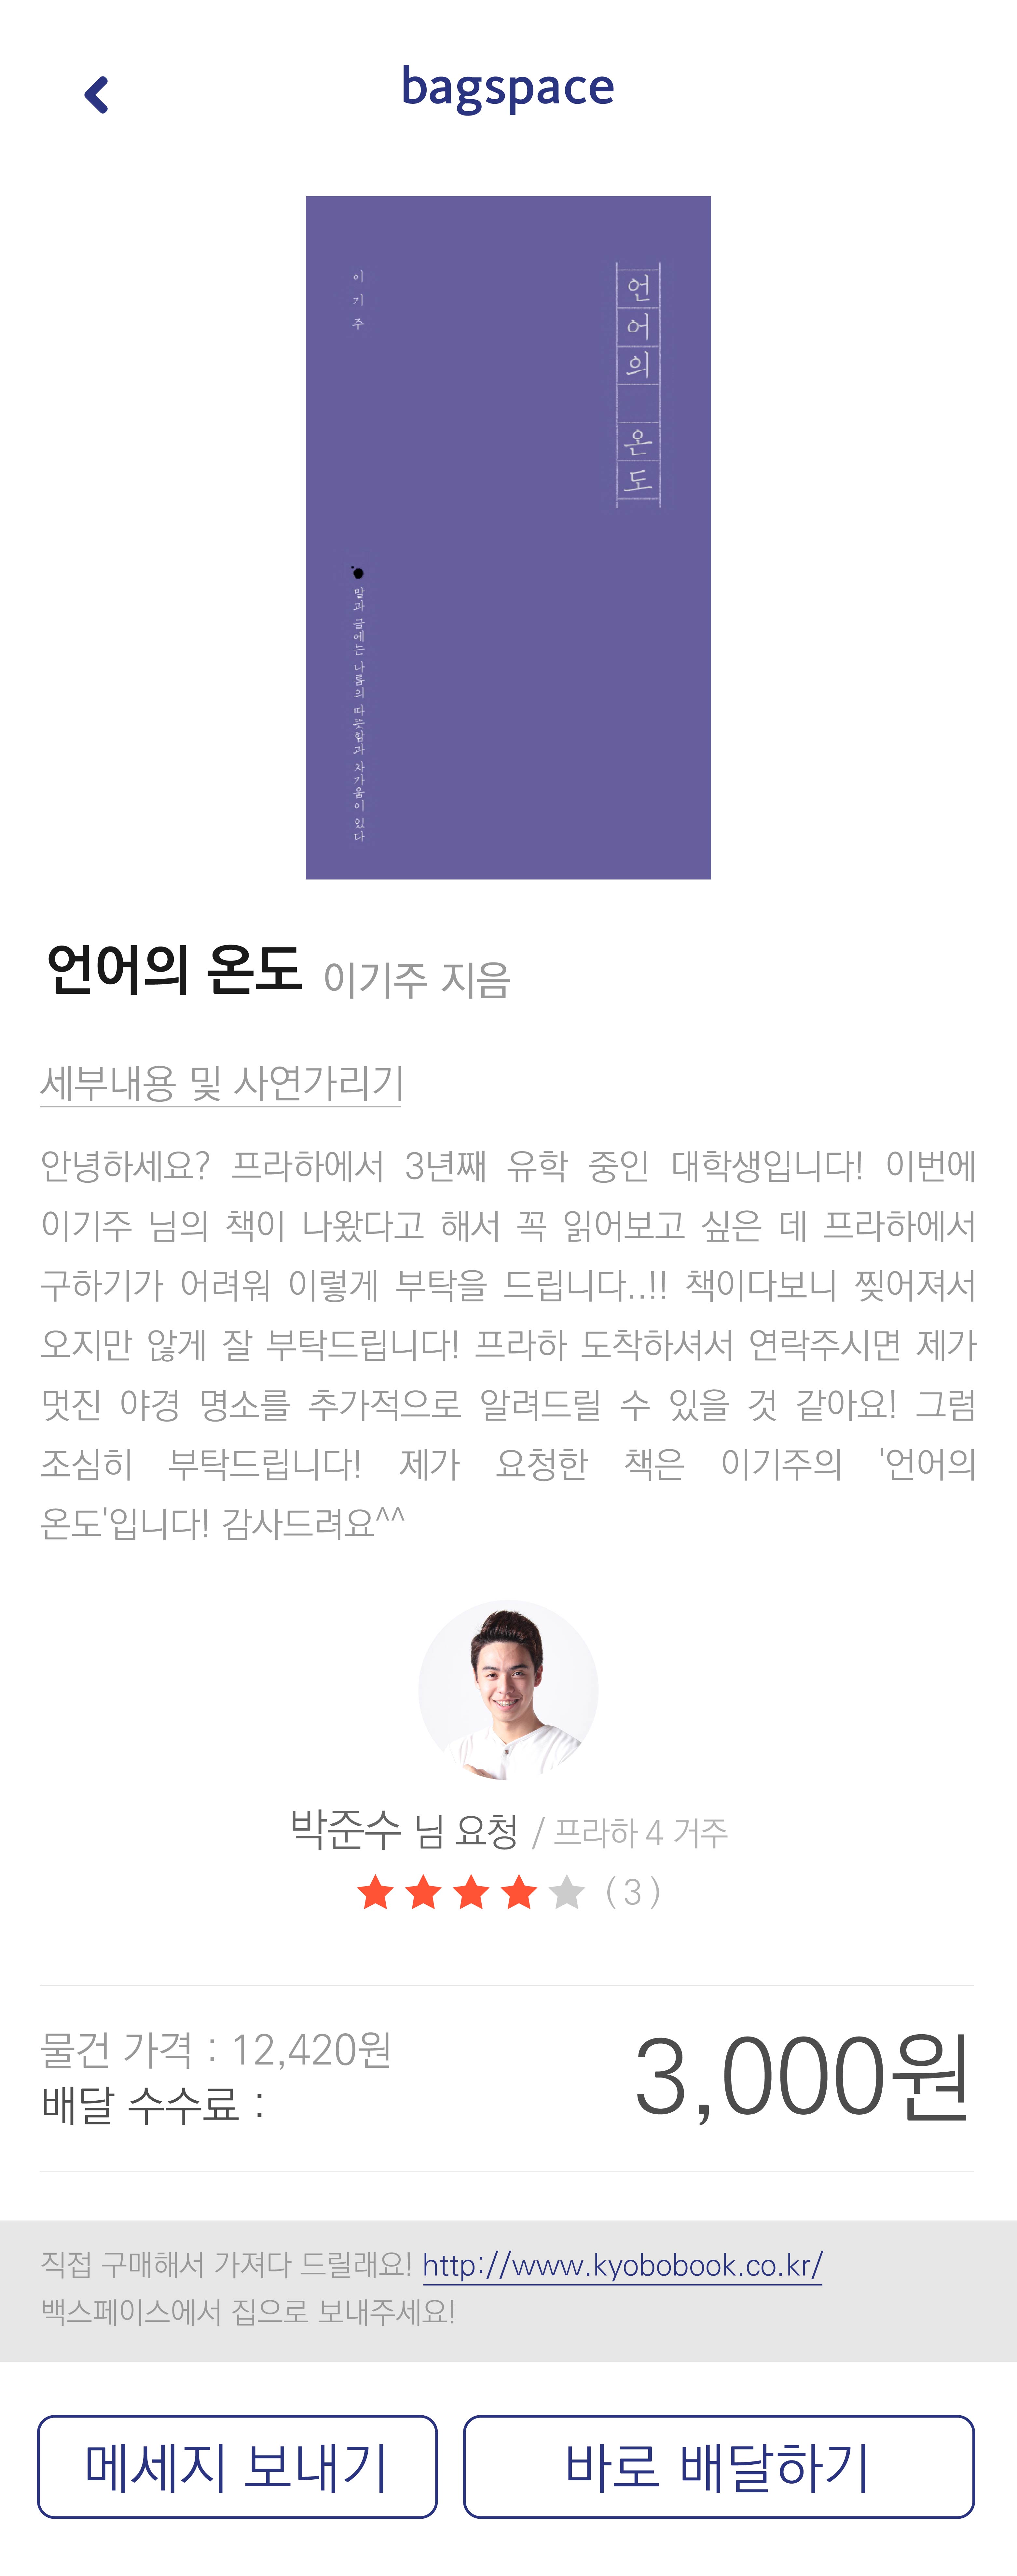 bagspace
이기주
언어의 온도
말과 글에는 나름의 따뜻함과 차가움이 있다
언어의 온도 이기주 지음
세부내용 및 사연가리기
안녕하세요? 프라하에서 3년째 유학 중인 대학생입니다! 이번에
이기주 님의 책이 나왔다고 해서 꼭 읽어보고 싶은 데 프라하에서
구하기가 어려워 이렇게 부탁을 드립니다..!! 책이다보니 찢어져서
오지만 않게 잘 부탁드립니다! 프라하 도착하셔서 연락주시면 제가
멋진 야경 명소를 추가적으로 알려드릴 수 있을 것 같아요! 그럼
조심히 부탁드립니다! 제가 요청한 책은 이기주의 '언어의
온도'입니다! 감사드려요^^
박준수 님 요청 / 프라하 4 거주
( 3 )
물건 가격 : 12,420원
배달 수수료 :
3,000원
직접 구매해서 가져다 드릴래요! http://www.kyobobook.co.kr/
백스페이스에서 집으로 보내주세요!
메세지 보내기
바로 배달하기